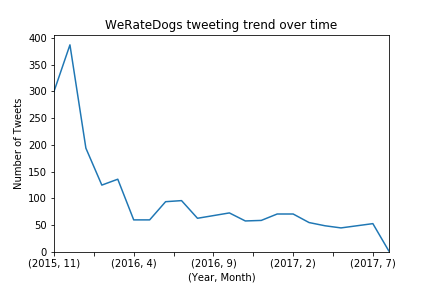 WeRateDogs tweeting trend over time
400
350
300
250
200
150
100
50
0
Number of Tweets
(2015, 11) (2016, 4) (2016, 9) (2017, 2) (2017, 7)
(Year, Month)